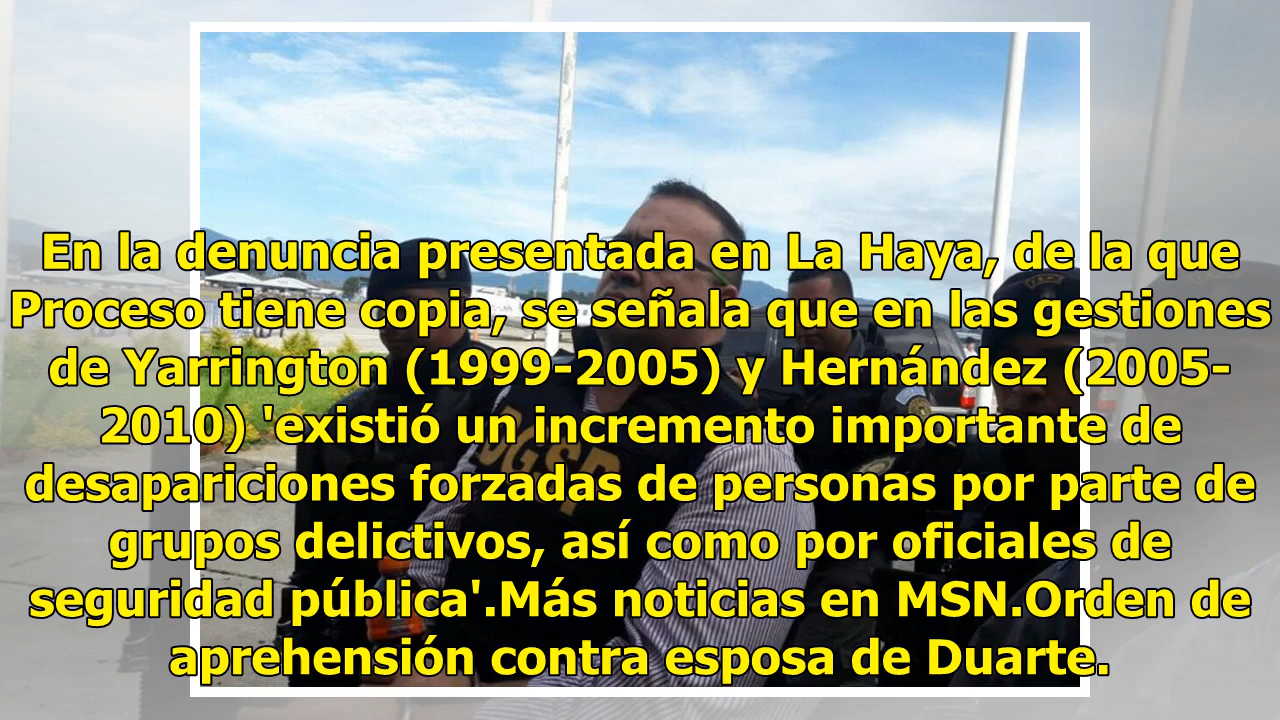 En la denuncia presentada en La Haya, de la que
Proceso tiene copia, se señala que en las gestiones
de Yarrington (1999-2005) y Hernández (2005-
2010) 'existió un incremento importante de
desapariciones forzadas de personas por parte de
grupos delictivos, así como por oficiales de
seguridad pública'.Más noticias en MSN.Orden de
aprehensión contra esposa de Duarte.
DGSP